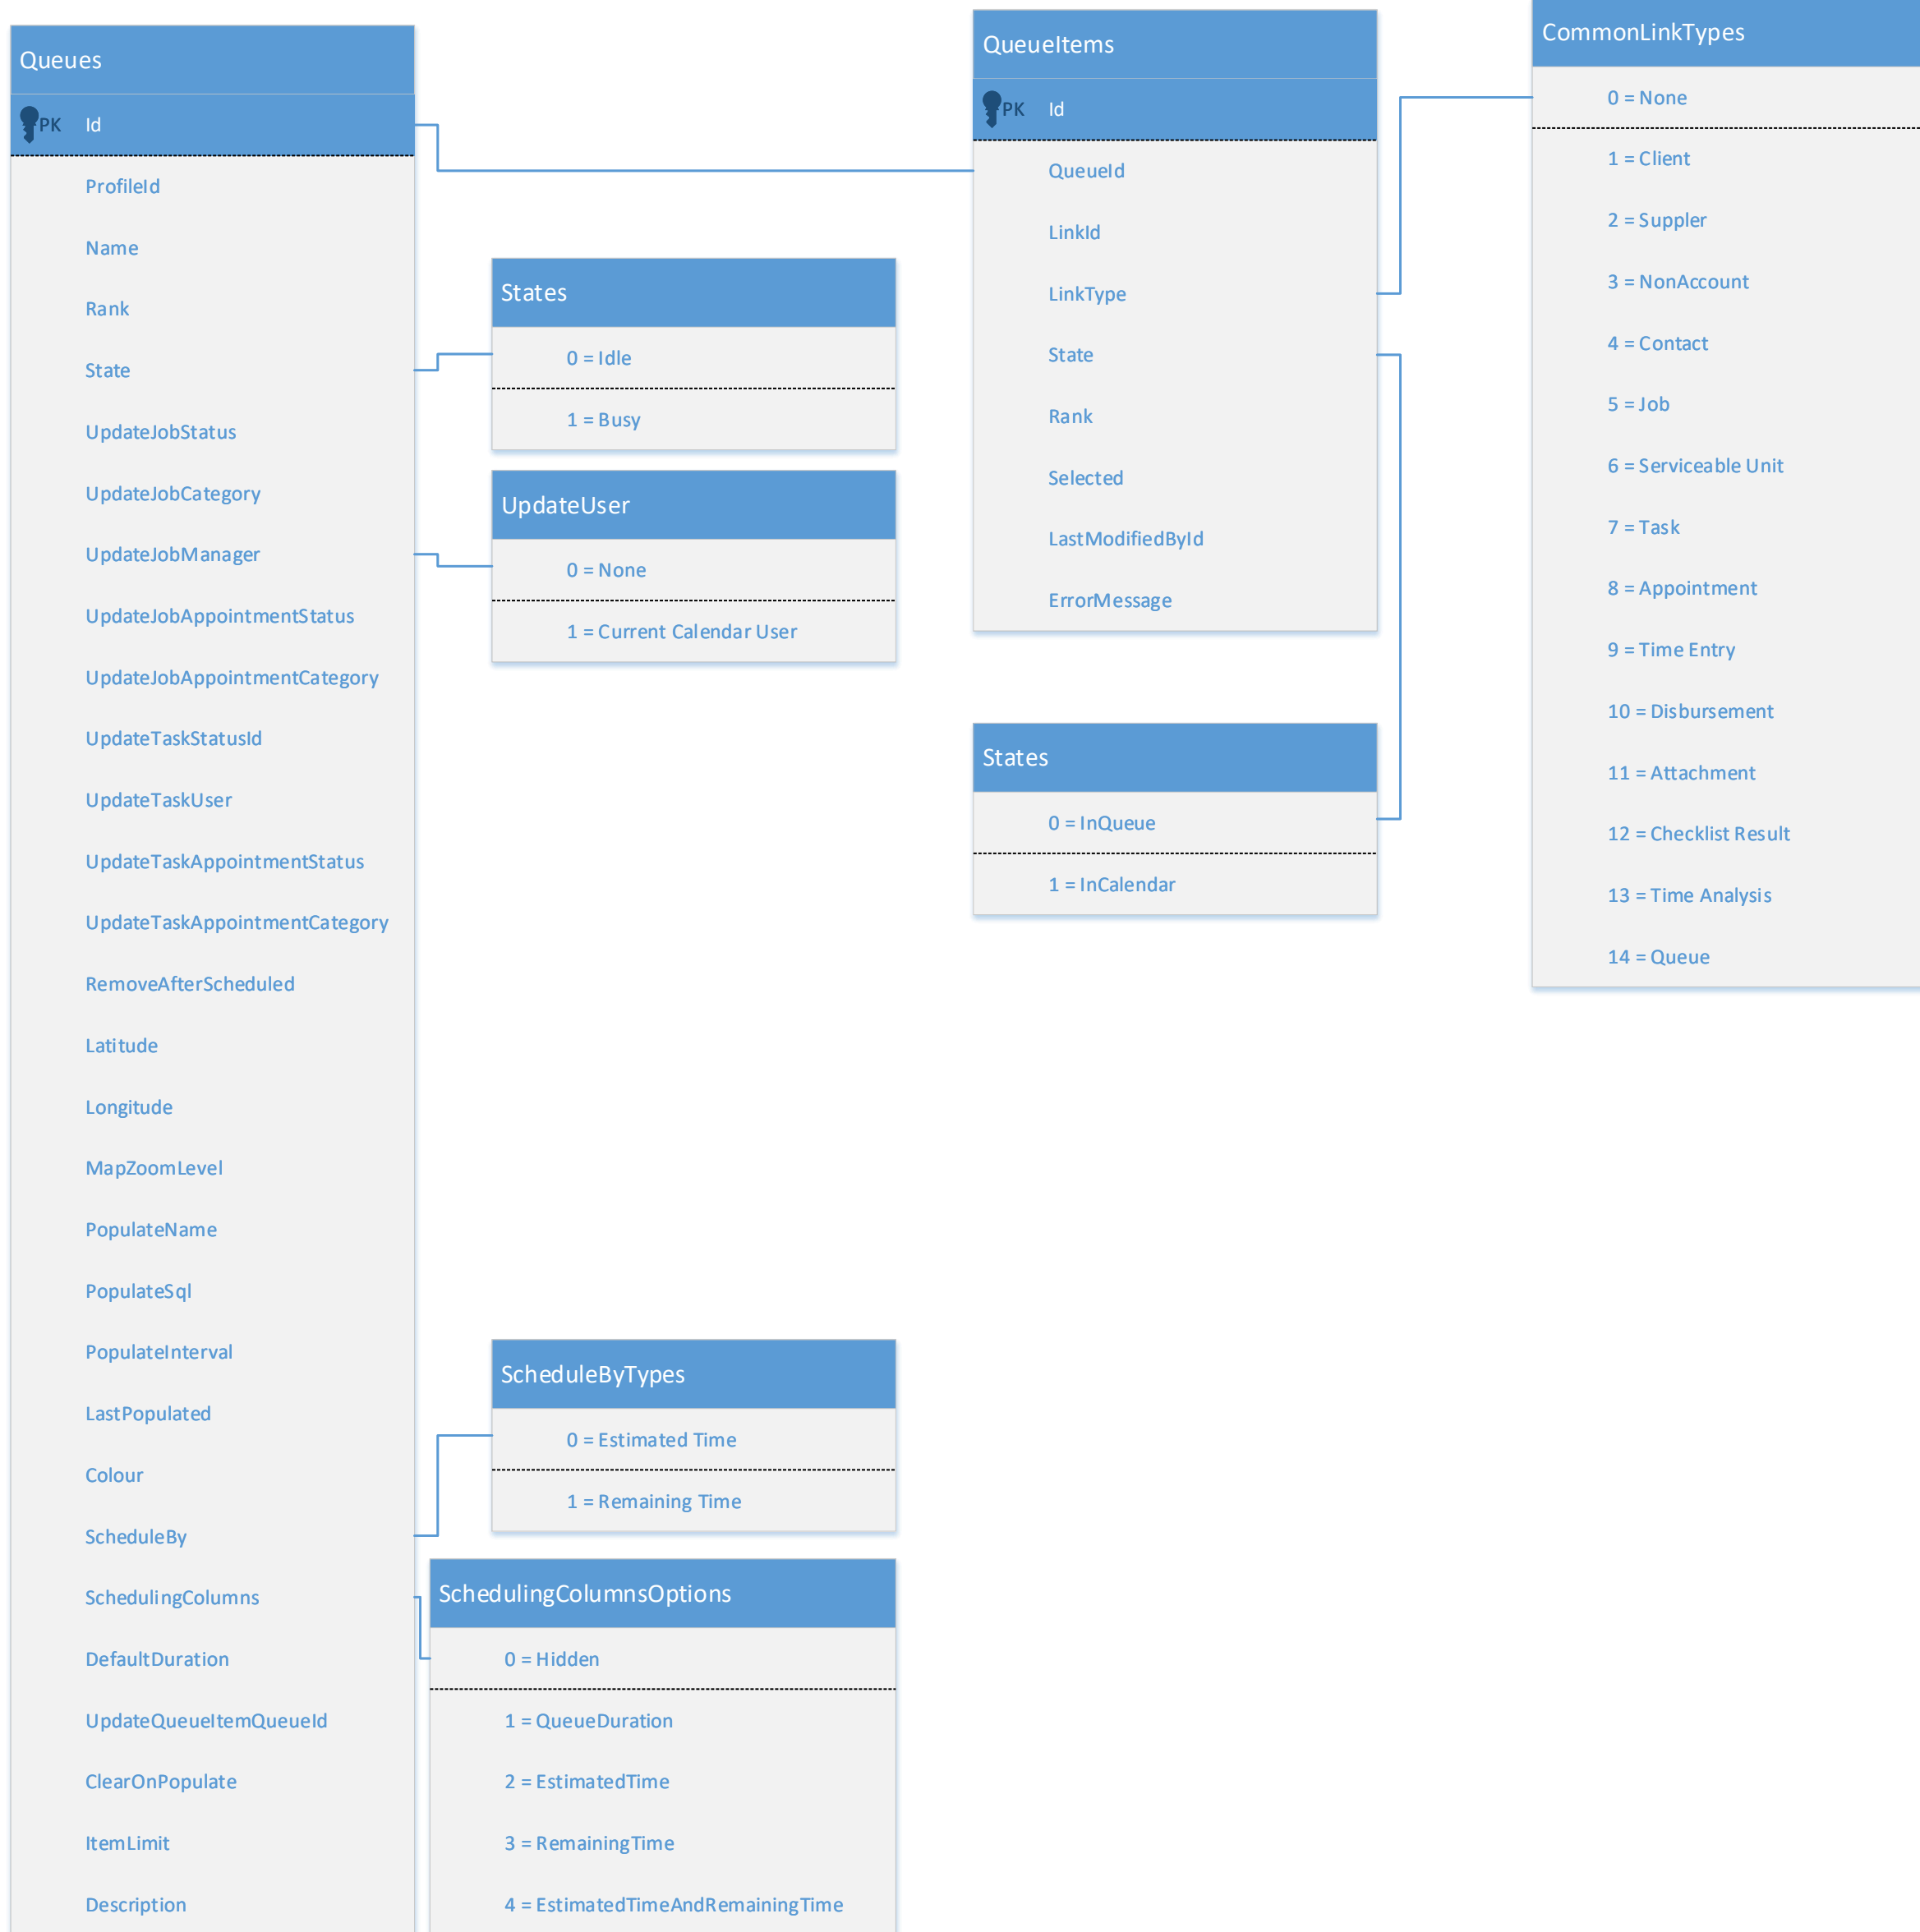 Queues
PK Id
ProfileId
Name
Rank
State
UpdateJobStatus
UpdateJobCategory
UpdateJobManager
UpdateJobAppointmentStatus
UpdateJobAppointmentCategory
UpdateTaskStatusId
UpdateTaskUser
UpdateTaskAppointmentStatus
UpdateTaskAppointmentCategory
RemoveAfterScheduled
Latitude
Longitude
MapZoomLevel
PopulateName
PopulateSql
PopulateInterval
LastPopulated
Colour
ScheduleBy
SchedulingColumns
DefaultDuration
UpdateQueueItemQueueId
ClearOnPopulate
ItemLimit
Description
States
0 = Idle
1 = Busy
UpdateUser
0 = None
1 = Current Calendar User
ScheduleByTypes
0 = Estimated Time
1 = Remaining Time
SchedulingColumnsOptions
0 = Hidden
1 = QueueDuration
2 = EstimatedTime
3 = RemainingTime
4 = EstimatedTimeAndRemainingTime
QueueItems
PK Id
QueueId
LinkId
LinkType
State
Rank
Selected
LastModifiedById
ErrorMessage
States
0 = InQueue
1 = InCalendar
CommonLinkTypes
0 = None
1 = Client
2 = Suppler
3 = NonAccount
4 = Contact
5 = Job
6 = Serviceable Unit
7 = Task
8 = Appointment
9 = Time Entry
10 = Disbursement
11 = Attachment
12 = Checklist Result
13 = Time Analysis
14 = Queue